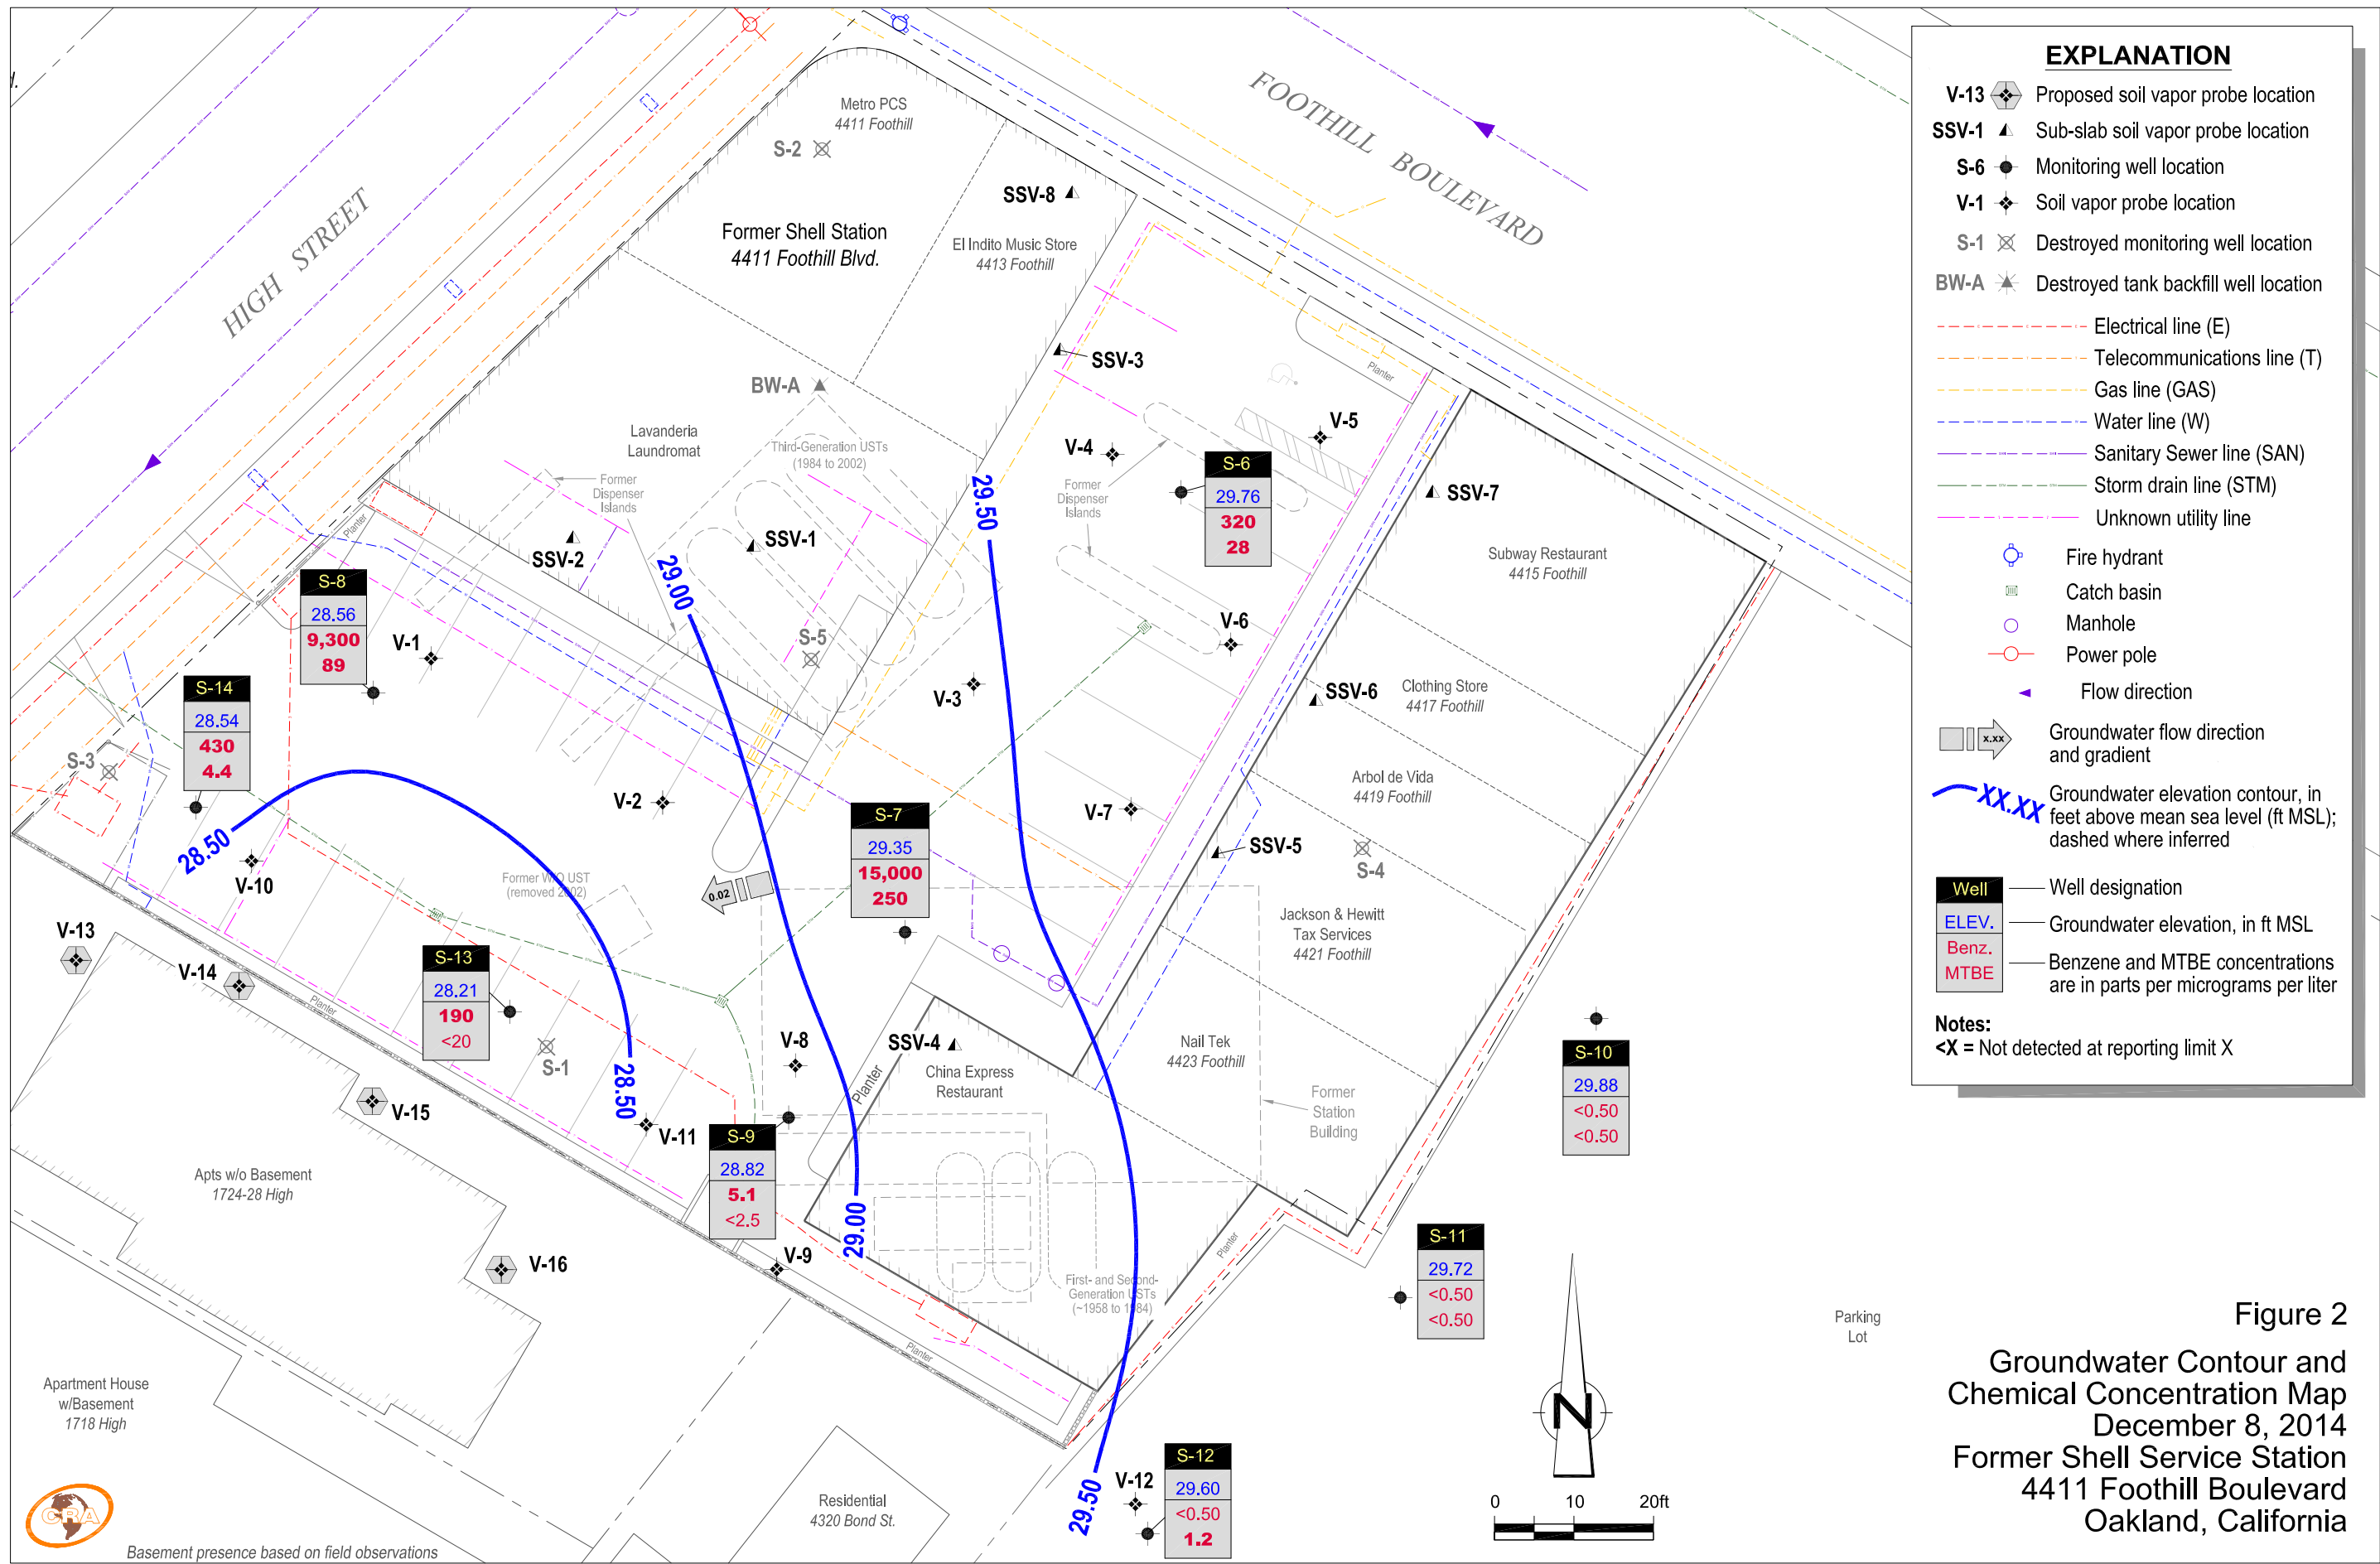 HIGH STREET
FOOTHILL BOULEVARD
Metro PCS
4411 Foothill
S-2
SSV-8
Former Shell Station
4411 Foothill Blvd.
El Indito Music Store
4413 Foothill
SSV-3
Planter
BW-A
V-5
V-4
Lavanderia
Laundromat
Third-Generation USTs
(1984 to 2002)
Former
Dispenser
Islands
Former
Dispenser
Islands
S-6
29.76
320
28
SSV-7
29.50
Planter
SSV-2
SSV-1
29.00
Subway Restaurant
4415 Foothill
S-8
28.56
9,300
89
V-1
S-5
V-6
V-3
SSV-6
Clothing Store
4417 Foothill
S-14
28.54
430
4.4
S-3
Arbol de Vida
4419 Foothill
V-2
V-7
S-7
29.35
15,000
250
SSV-5
S-4
28.50
V-10
Former W/O UST
(removed 2002)
0.02
Jackson & Hewitt
Tax Services
4421 Foothill
V-13
V-14
Planter
S-13
28.21
190
<20
S-1
V-8
SSV-4
China Express
Restaurant
Planter
Nail Tek
4423 Foothill
Former
Station
Building
S-10
29.88
<0.50
<0.50
28.50
V-15
V-11
S-9
28.82
5.1
<2.5
Apts w/o Basement
1724-28 High
29.00
V-9
V-16
First- and Second-
Generation USTs
(~1958 to 1984)
Planter
Planter
S-11
29.72
<0.50
<0.50
Parking
Lot
Apartment House
w/Basement
1718 High
Residential
4320 Bond St.
29.50
V-12
S-12
29.60
<0.50
1.2
N
0 10 20ft
CRA
Basement presence based on field observations
EXPLANATION
V-13 Proposed soil vapor probe location
SSV-1 Sub-slab soil vapor probe location
S-6 Monitoring well location
V-1 Soil vapor probe location
S-1 Destroyed monitoring well location
BW-A Destroyed tank backfill well location
Electrical line (E)
Telecommunications line (T)
Gas line (GAS)
Water line (W)
Sanitary Sewer line (SAN)
Storm drain line (STM)
Unknown utility line
Fire hydrant
Catch basin
Manhole
Power pole
Flow direction
x.xx
Groundwater flow direction
and gradient
XX.XX
Groundwater elevation contour, in
feet above mean sea level (ft MSL);
dashed where inferred
Well
Well designation
ELEV.
Groundwater elevation, in ft MSL
Benz.
MTBE
Benzene and MTBE concentrations
are in parts per micrograms per liter
Notes:
<X = Not detected at reporting limit X
Figure 2
Groundwater Contour and
Chemical Concentration Map
December 8, 2014
Former Shell Service Station
4411 Foothill Boulevard
Oakland, California